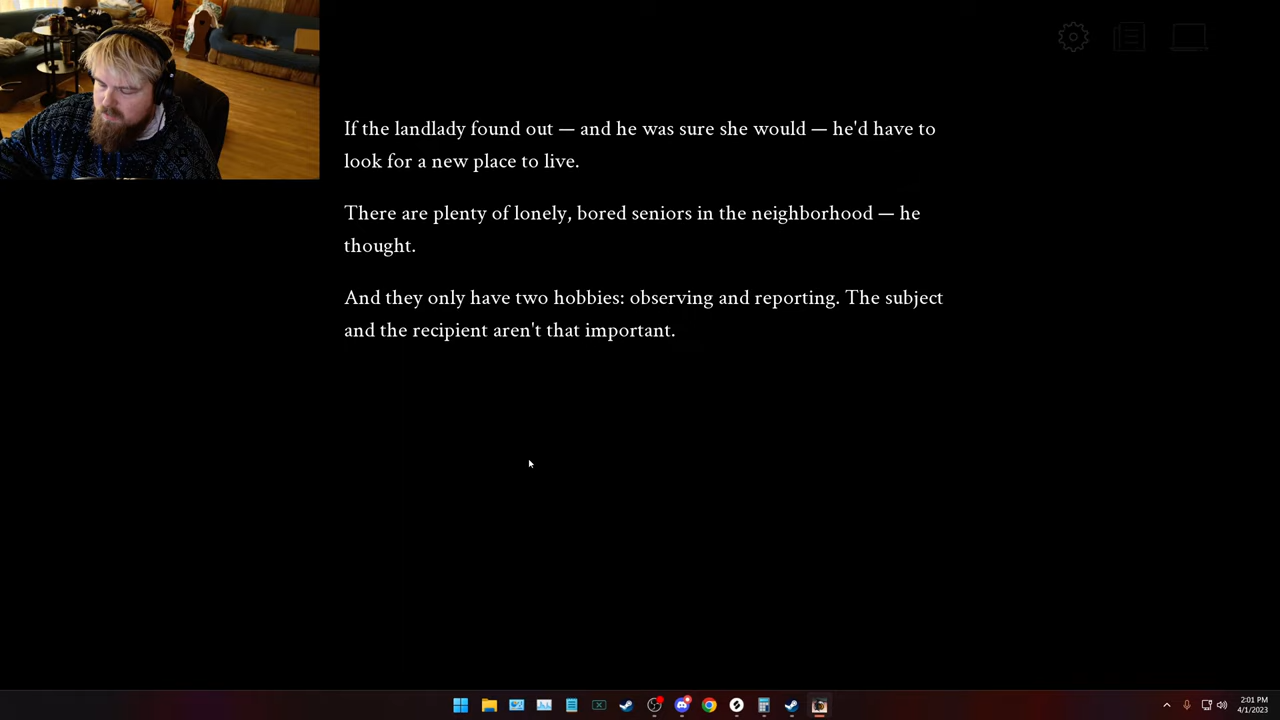 If the landlady found out — and he was sure she would — he'd have to
look for a new place to live.
There are plenty of lonely, bored seniors in the neighborhood — he
thought.
And they only have two hobbies: observing and reporting. The subject
and the recipient aren't that important.
2:01 PM
4/1/2023